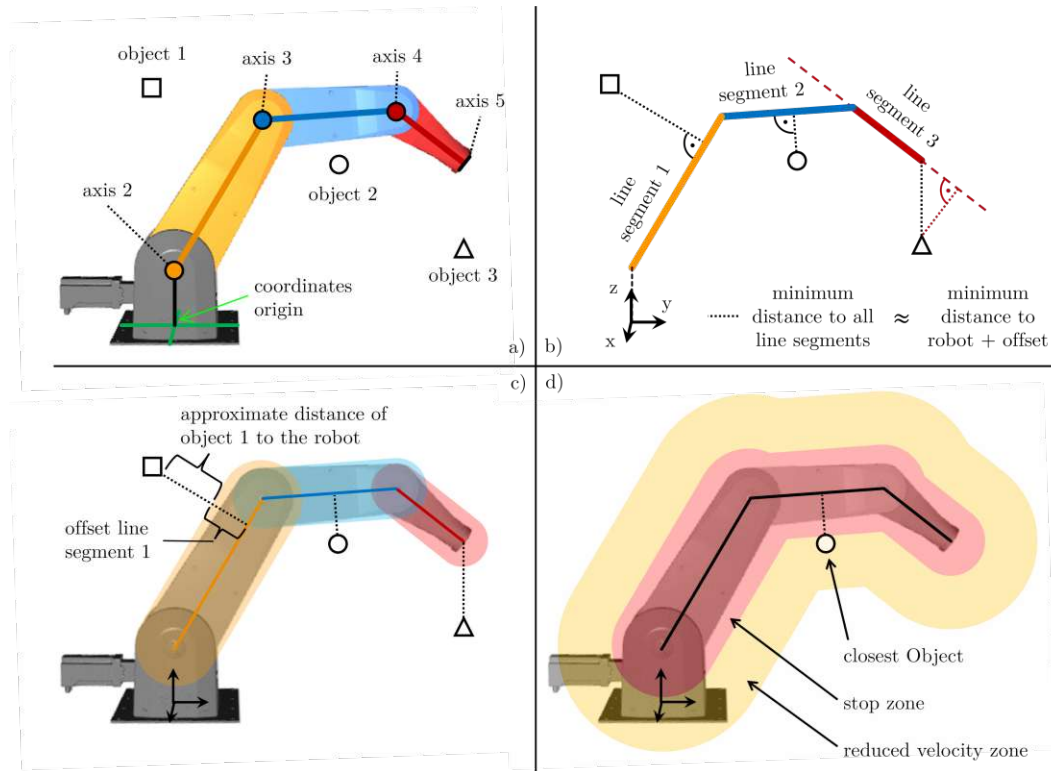 object 1
axis 3
axis 4
axis 5
axis 2
object 2
object 3
coordinates
origin
a)
line
segment 1
line
segment 2
line
segment 3
z
y
x
minimum
distance to all
line segments
≈
minimum
distance to
robot + offset
b)
c)
approximate distance of
object 1 to the robot
offset line
segment 1
d)
closest Object
stop zone
reduced velocity zone